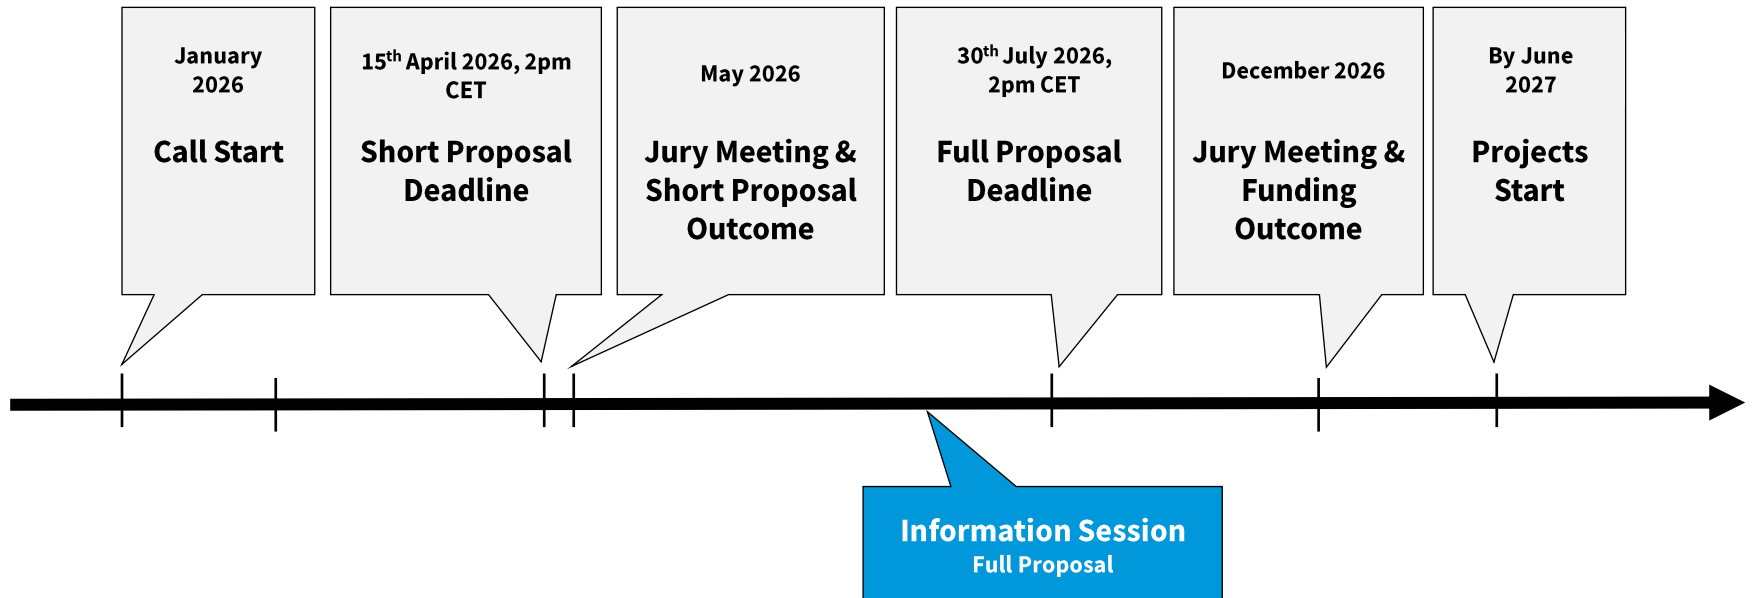 January
2026
Call Start
15th April 2026, 2pm
CET
Short Proposal
Deadline
May 2026
Jury Meeting &
Short Proposal
Outcome
30th July 2026,
2pm CET
Full Proposal
Deadline
December 2026
Jury Meeting &
Funding
Outcome
By June
2027
Projects
Start
Information Session
Full Proposal